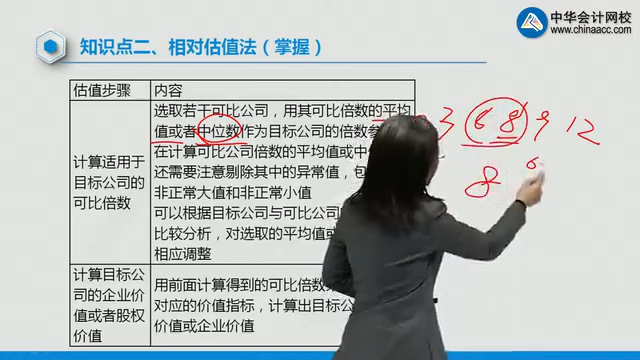 知识点二、相对估值法（掌握）
中华会计网校
www.chinaacc.com
估值步骤
内容
计算适用于
目标公司的
可比倍数
选取若干可比公司，用其可比倍数的平均
值或者中位数作为目标公司的倍数参
在计算可比公司倍数的平均值或中
还需要注意剔除其中的异常值，包
非正常大值和非正常小值
可以根据目标公司与可比公司
比较分析，对选取的平均值或
相应调整
计算目标公
司的企业价
值或者股权
价值
用前面计算得到的可比倍数
对应的价值指标，计算出目标公
价值或企业价值
3 6 8 9 12
8